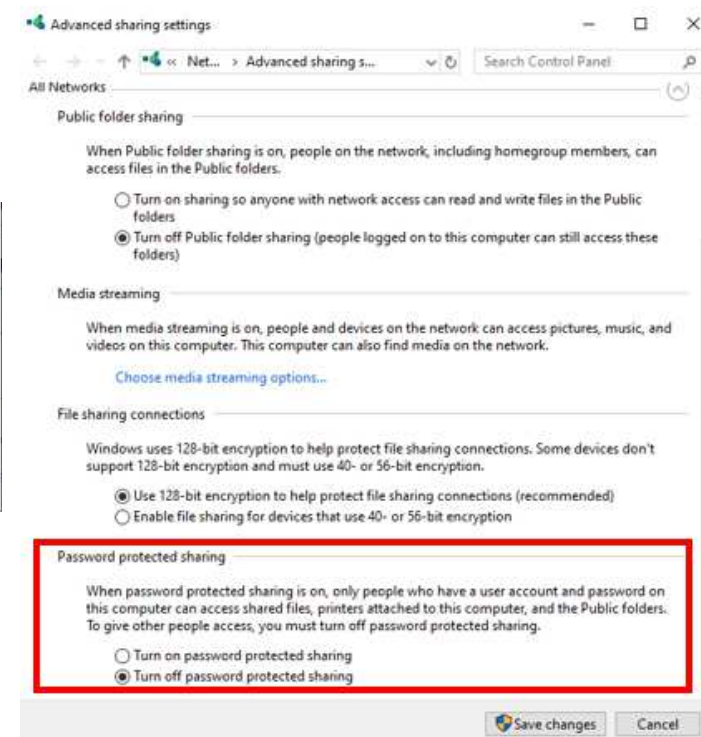 Advanced sharing settings
« Net... > Advanced sharing s...
Search Control Panel
All Networks
Public folder sharing
When Public folder sharing is on, people on the network, including homegroup members, can
access files in the Public folders.
Turn on sharing so anyone with network access can read and write files in the Public
folders
Turn off Public folder sharing (people logged on to this computer can still access these
folders)
Media streaming
When media streaming is on, people and devices on the network can access pictures, music, and
videos on this computer. This computer can also find media on the network.
Choose media streaming options...
File sharing connections
Windows uses 128-bit encryption to help protect file sharing connections. Some devices don't
support 128-bit encryption and must use 40- or 56-bit encryption.
Use 128-bit encryption to help protect file sharing connections (recommended)
Enable file sharing for devices that use 40- or 56-bit encryption
Password protected sharing
When password protected sharing is on, only people who have a user account and password on
this computer can access shared files, printers attached to this computer, and the Public folders.
To give other people access, you must turn off password protected sharing.
Turn on password protected sharing
Turn off password protected sharing
Save changes
Cancel